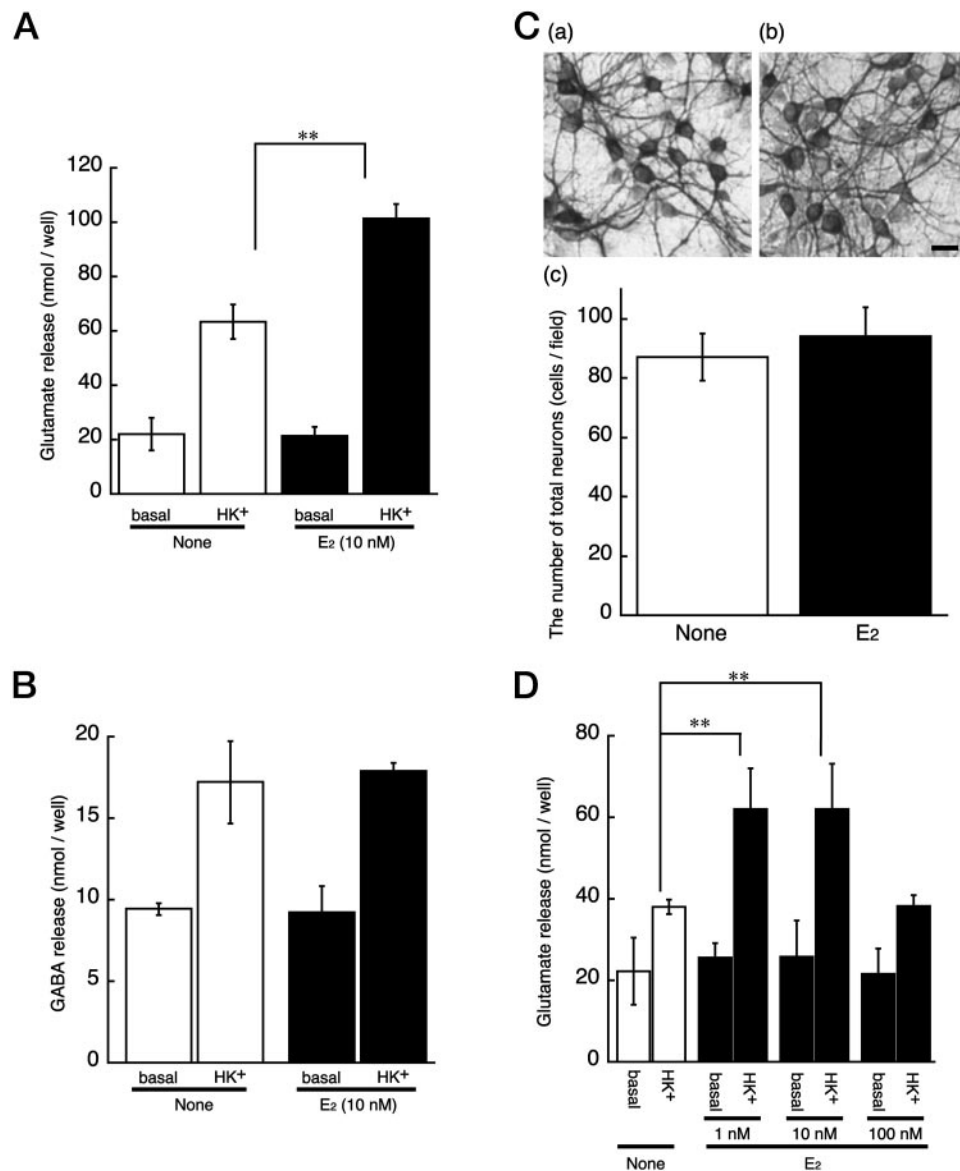 A
**
Glutamate release (nmol / well)
120
100
80
60
40
20
0
basal HK+ basal HK+
None E2 (10 nM)
B
GABA release (nmol / well)
20
15
10
5
0
basal HK+ basal HK+
None E2 (10 nM)
C (a) (b)
(c)
The number of total neurons (cells / field)
100
80
60
40
20
0
None E2
D
**
**
Glutamate release (nmol / well)
80
60
40
20
0
basal HK+ basal HK+ basal HK+ basal HK+
1 nM 10 nM 100 nM
None E2